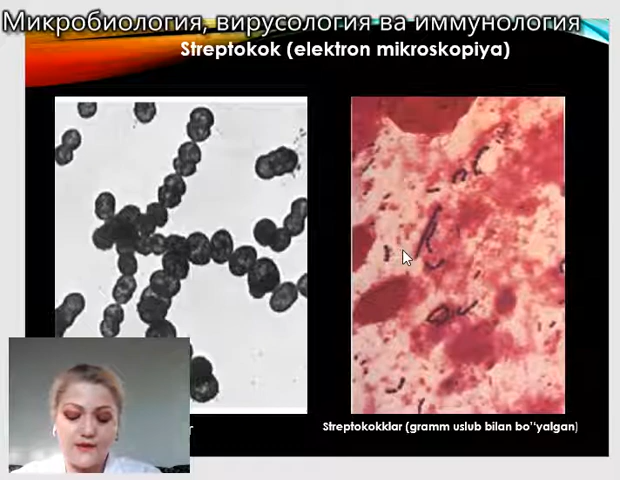 Микробиология, вирусология ва иммунология
Streptokok (elektron mikroskopiya)
Streptokokklar (gramm uslub bilan bo''yalgan)